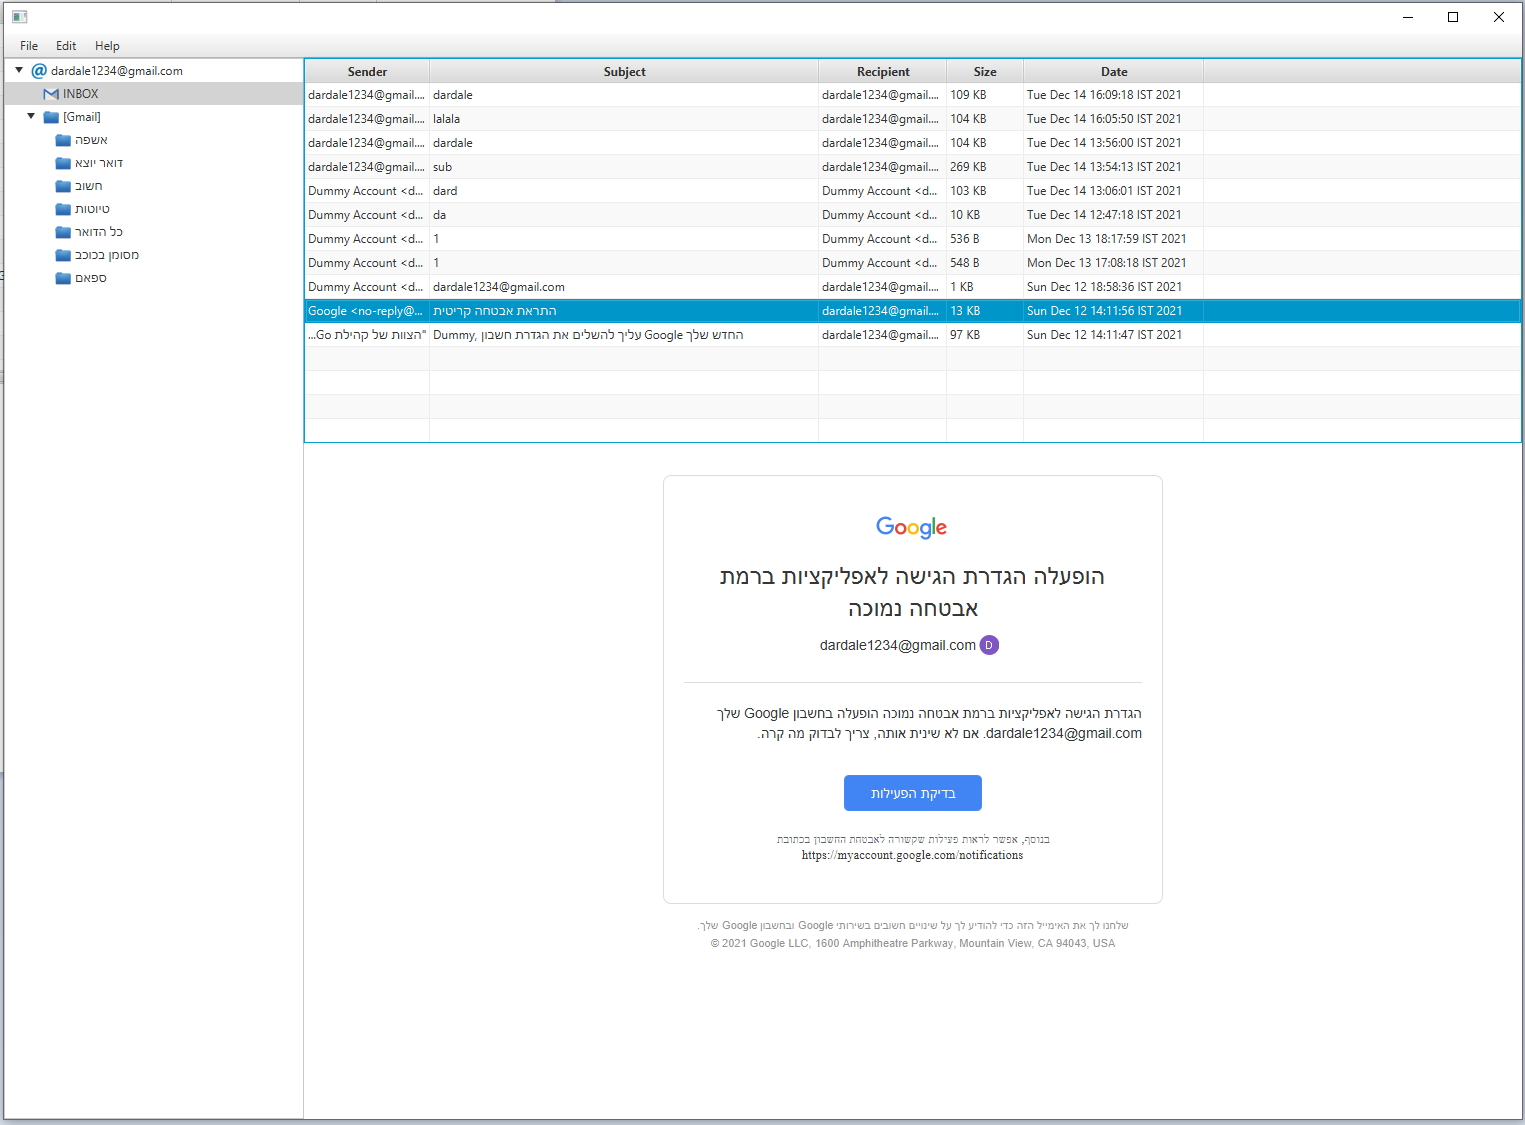 File Edit Help
dardale1234@gmail.com
INBOX
[Gmail]
אשפה
דואר יוצא
חשוב
טיוטות
כל הדואר
מסומן בכוכב
ספאם
Sender Subject Recipient Size Date
dardale1234@gmail.... dardale dardale1234@gmail.... 109 KB Tue Dec 14 16:09:18 IST 2021
dardale1234@gmail.... lalala dardale1234@gmail.... 104 KB Tue Dec 14 16:05:50 IST 2021
dardale1234@gmail.... dardale dardale1234@gmail.... 104 KB Tue Dec 14 13:56:00 IST 2021
dardale1234@gmail.... sub dardale1234@gmail.... 269 KB Tue Dec 14 13:54:13 IST 2021
Dummy Account <d... dard Dummy Account <d... 103 KB Tue Dec 14 13:06:01 IST 2021
Dummy Account <d... da Dummy Account <d... 10 KB Tue Dec 14 12:47:18 IST 2021
Dummy Account <d... 1 Dummy Account <d... 536 B Mon Dec 13 18:17:59 IST 2021
Dummy Account <d... 1 Dummy Account <d... 548 B Mon Dec 13 17:08:18 IST 2021
Dummy Account <d... dardale1234@gmail.com dardale1234@gmail.... 1 KB Sun Dec 12 18:58:36 IST 2021
Google <no-reply@... התראת אבטחה קריטית dardale1234@gmail.... 13 KB Sun Dec 12 14:11:56 IST 2021
"הצוות של קהילת Go... Dummy, עליך להשלים את הגדרת חשבון Google החדש שלך dardale1234@gmail.... 97 KB Sun Dec 12 14:11:47 IST 2021
Google
הופעלה הגדרת הגישה לאפליקציות ברמת
אבטחה נמוכה
dardale1234@gmail.com D
הגדרת הגישה לאפליקציות ברמת אבטחה נמוכה הופעלה בחשבון Google שלך
dardale1234@gmail.com. אם לא שינית אותה, צריך לבדוק מה קרה.
בדיקת הפעילות
בנוסף, אפשר לראות פעילות שקשורה לאבטחת החשבון בכתובת
https://myaccount.google.com/notifications
שלחנו לך את האימייל הזה כדי להודיע לך על שינויים חשובים בשירותי Google ובחשבון Google שלך.
© 2021 Google LLC, 1600 Amphitheatre Parkway, Mountain View, CA 94043, USA